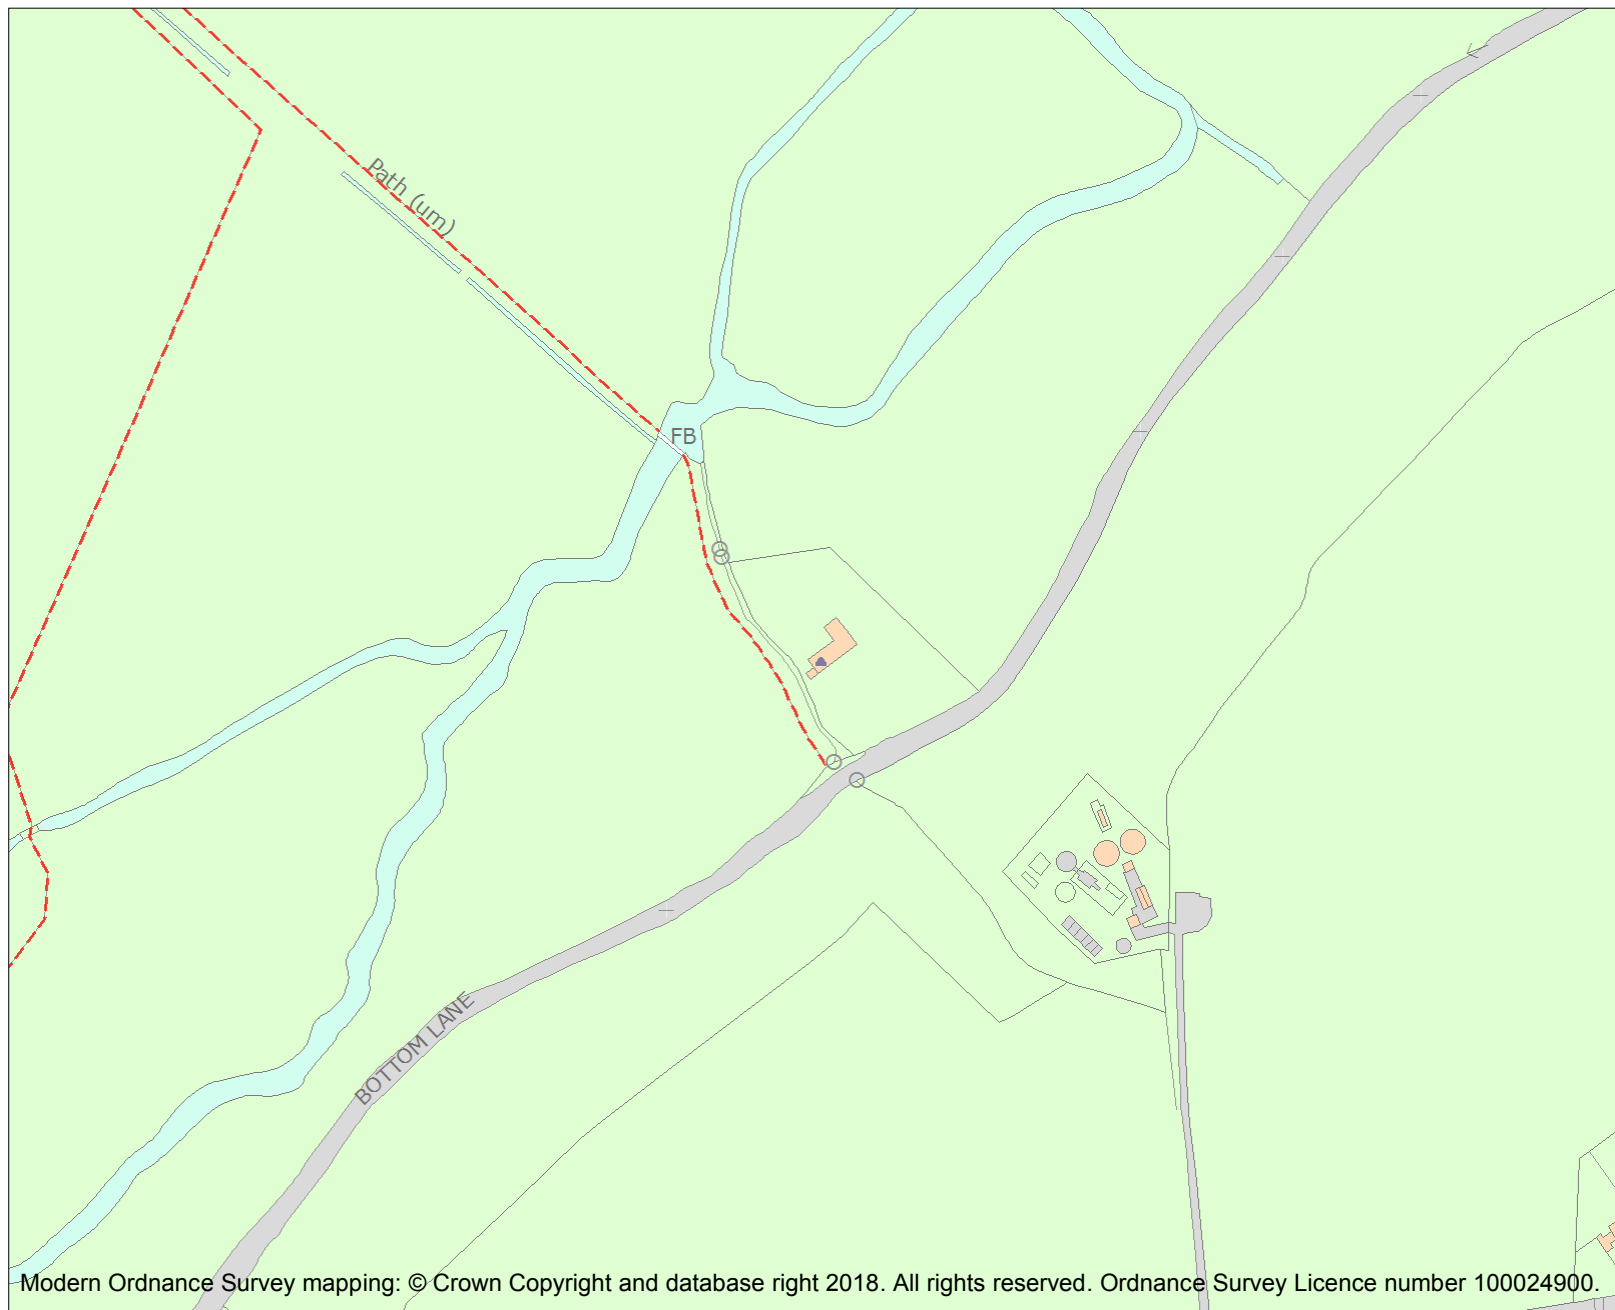 Path (um)
FB
BOTTOM LANE
Modern Ordnance Survey mapping: © Crown Copyright and database right 2018. All rights reserved. Ordnance Survey Licence number 100024900.